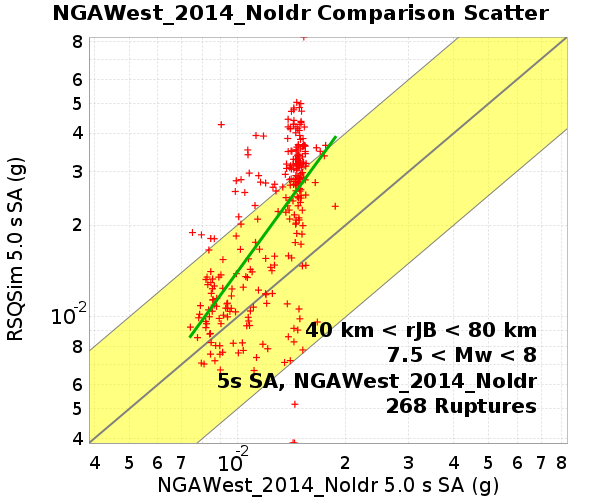 NGAWest_2014_NoIdr Comparison Scatter
8
6
5
4
3
2
10-2
8
6
5
4
RSQSim 5.0 s SA (g)
40 km < rJB < 80 km
7.5 < Mw < 8
5s SA, NGAWest_2014_NoIdr
268 Ruptures
4 5 6 7 10-2 2 3 4 5 6 7 8
NGAWest_2014_NoIdr 5.0 s SA (g)